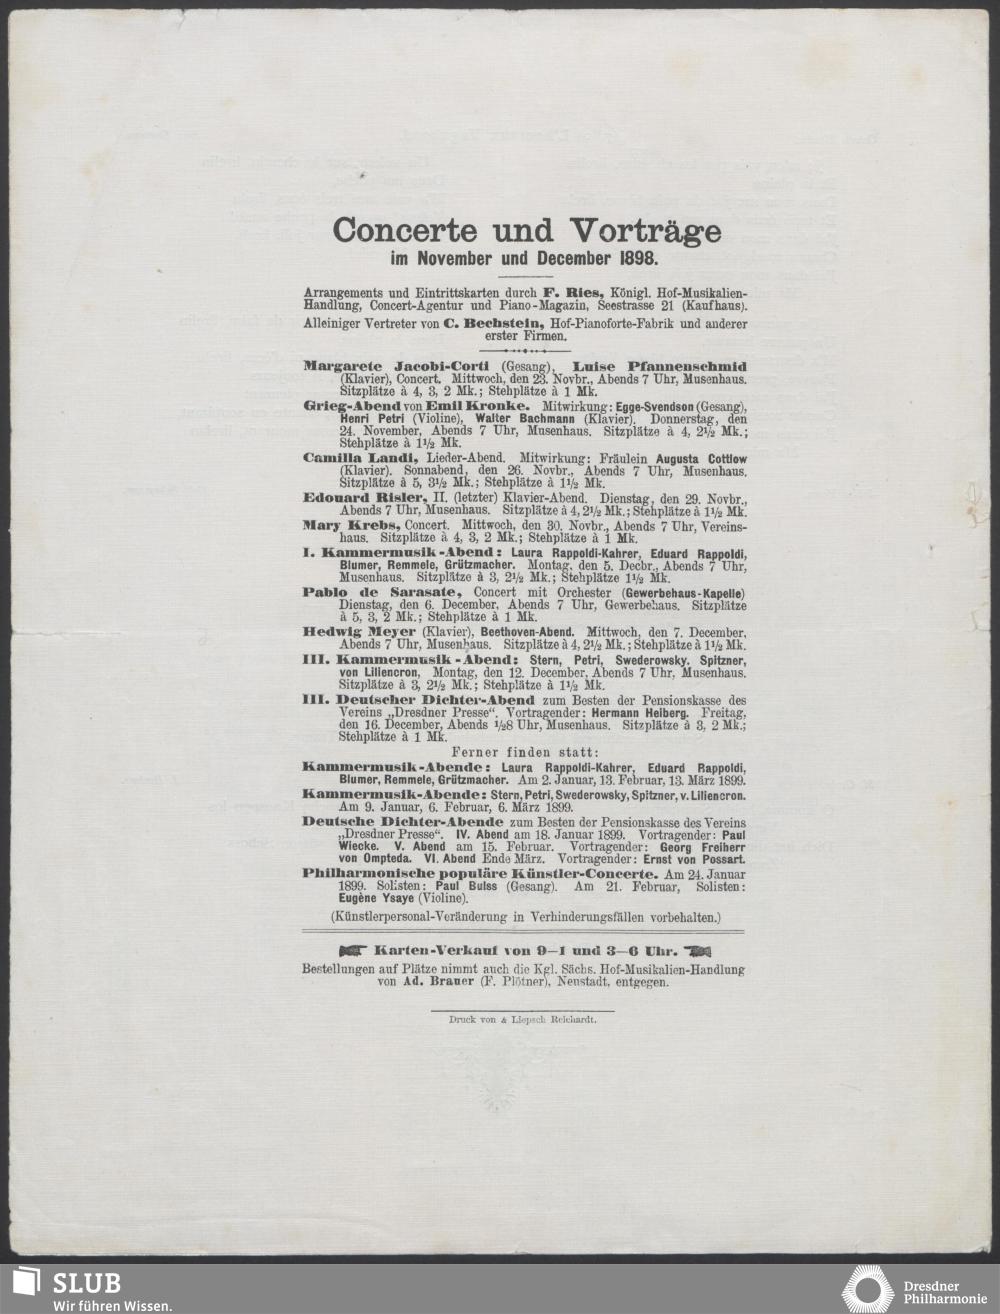 Concerte und Vorträge
im November und December 1898.
Arrangements und Eintrittskarten durch F. Ries, Königl. Hof-Musikalien-
Handlung, Concert-Agentur und Piano-Magazin, Seestrasse 21 (Kaufhaus).
Alleiniger Vertreter von C. Bechstein, Hof-Pianoforte-Fabrik und anderer
erster Firmen.
Margarete Jacobi-Corti (Gesang), Luise Pfannenschmid
(Klavier), Concert. Mittwoch, den 23. Novbr., Abends 7 Uhr, Musenhaus.
Sitzplätze à 4, 3, 2 Mk.; Stehplätze à 1 Mk.
Grieg-Abend von Emil Kronke. Mitwirkung: Egge-Svendson (Gesang),
Henri Petri (Violine), Walter Bachmann (Klavier). Donnerstag, den
24. November, Abends 7 Uhr, Musenhaus. Sitzplätze à 4, 2½ Mk.;
Stehplätze à 1½ Mk.
Camilla Landi, Lieder-Abend. Mitwirkung: Fräulein Augusta Cottlow
(Klavier). Sonnabend, den 26. Novbr., Abends 7 Uhr, Musenhaus.
Sitzplätze à 5, 3½ Mk.; Stehplätze à 1½ Mk.
Edouard Risler, II. (letzter) Klavier-Abend. Dienstag, den 29. Novbr.,
Abends 7 Uhr, Musenhaus. Sitzplätze à 4, 2½ Mk.; Stehplätze à 1½ Mk.
Mary Krebs, Concert. Mittwoch, den 30. Novbr., Abends 7 Uhr, Vereins-
haus. Sitzplätze à 4, 3, 2 Mk.; Stehplätze à 1 Mk.
I. Kammermusik-Abend: Laura Rappoldi-Kahrer, Eduard Rappoldi,
Blumer, Remmele, Grützmacher. Montag, den 5. Decbr., Abends 7 Uhr,
Musenhaus. Sitzplätze à 3, 2½ Mk.; Stehplätze 1½ Mk.
Pablo de Sarasate, Concert mit Orchester (Gewerbehaus-Kapelle)
Dienstag, den 6. December, Abends 7 Uhr, Gewerbehaus. Sitzplätze
à 5, 3, 2 Mk.; Stehplätze à 1 Mk.
Hedwig Meyer (Klavier), Beethoven-Abend. Mittwoch, den 7. December,
Abends 7 Uhr, Musenhaus. Sitzplätze à 4, 2½ Mk.; Stehplätze à 1½ Mk.
III. Kammermusik-Abend: Stern, Petri, Swederowsky. Spitzner,
von Liliencron, Montag, den 12. December, Abends 7 Uhr, Musenhaus.
Sitzplätze à 3, 2½ Mk.; Stehplätze à 1½ Mk.
III. Deutscher Dichter-Abend zum Besten der Pensionskasse des
Vereins „Dresdner Presse“. Vortragender: Hermann Heiberg. Freitag,
den 16. December, Abends ½8 Uhr, Musenhaus. Sitzplätze à 3, 2 Mk.;
Stehplätze à 1 Mk.
Ferner finden statt:
Kammermusik-Abende: Laura Rappoldi-Kahrer, Eduard Rappoldi,
Blumer, Remmele, Grützmacher. Am 2. Januar, 13. Februar, 13. März 1899.
Kammermusik-Abende: Stern, Petri, Swederowsky, Spitzner, v. Liliencron.
Am 9. Januar, 6. Februar, 6. März 1899.
Deutsche Dichter-Abende zum Besten der Pensionskasse des Vereins
„Dresdner Presse“. IV. Abend am 18. Januar 1899. Vortragender: Paul
Wiecke. V. Abend am 15. Februar. Vortragender: Georg Freiherr
von Ompteda. VI. Abend Ende März. Vortragender: Ernst von Possart.
Philharmonische populäre Künstler-Concerte. Am 24. Januar
1899. Solisten: Paul Bulss (Gesang). Am 21. Februar, Solisten:
Eugène Ysaye (Violine).
(Künstlerpersonal-Veränderung in Verhinderungsfällen vorbehalten.)
Karten-Verkauf von 9—1 und 3—6 Uhr.
Bestellungen auf Plätze nimmt auch die Kgl. Sächs. Hof-Musikalien-Handlung
von Ad. Brauer (F. Plötner), Neustadt, entgegen.
Druck von & Liepsch Reichardt.
SLUB
Wir führen Wissen.
Dresdner
Philharmonie